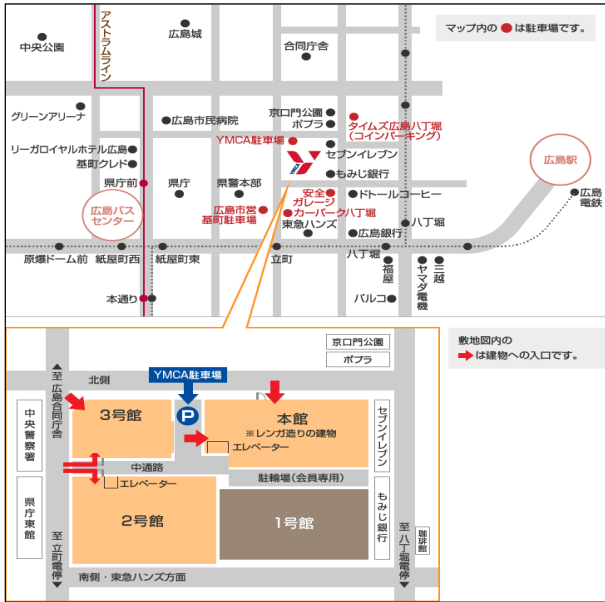 マップ内の ● は駐車場です。
中央公園
アストラムライン
広島城
合同庁舎
グリーンアリーナ
広島市民病院
京口門公園
ポプラ
タイムズ広島八丁堀
(コインパーキング)
YMCA駐車場
リーガロイヤルホテル広島
基町クレド
セブンイレブン
もみじ銀行
広島駅
県庁前
県庁
県警本部
安全
ガレージ
ドトールコーヒー
広島
電鉄
広島バス
センター
広島市営
基町駐車場
カーパーク八丁堀
東急ハンズ
広島銀行
八丁堀
原爆ドーム前
紙屋町西
紙屋町東
立町
八丁堀
福屋
ヤマダ電機
三越
本通り
パルコ
敷地図内の
➡ は建物への入口です。
京口門公園
ポプラ
至広島合同庁舎
北側
YMCA駐車場
P
中央警察署
3号館
本館
※レンガ造りの建物
エレベーター
セブンイレブン
中通路
エレベーター
駐輪場(会員専用)
県庁東館
2号館
1号館
もみじ銀行
至立町電停
至八丁堀電停
珈琲館
南側・東急ハンズ方面